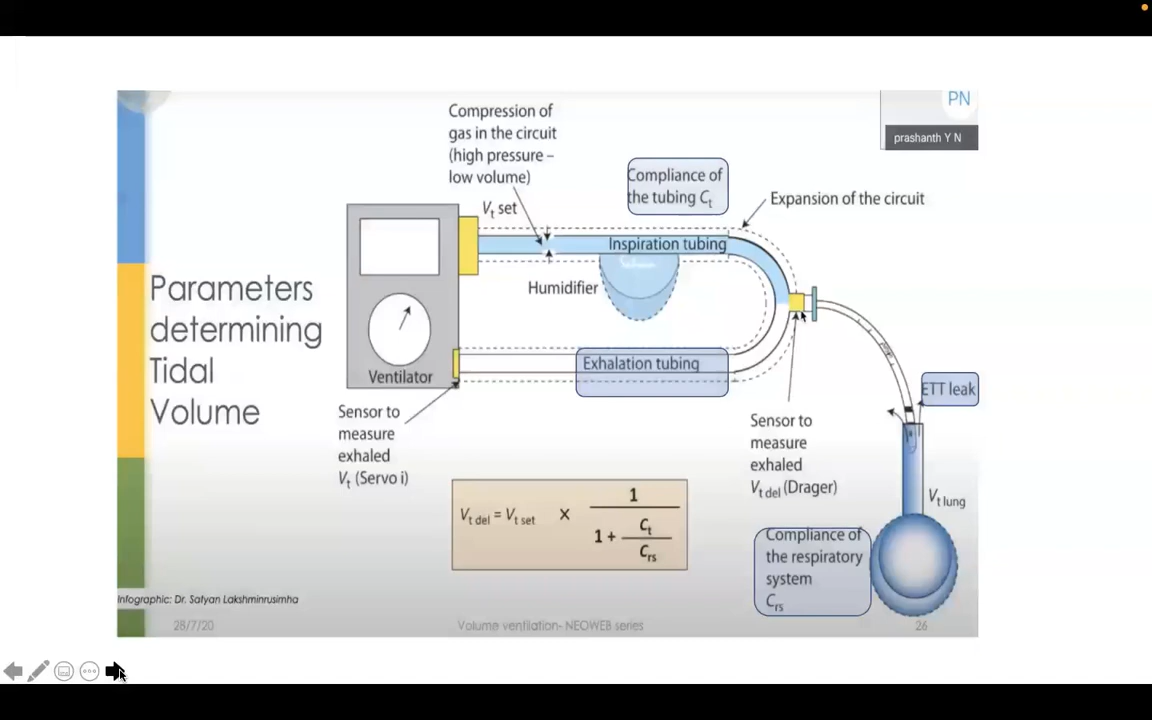 PN
prashanth Y N
Compression of
gas in the circuit
(high pressure –
low volume)
Compliance of
the tubing Ct
Expansion of the circuit
Vt set
Inspiration tubing
Humidifier
Parameters
determining
Tidal
Volume
Ventilator
Exhalation tubing
ETT leak
Sensor to
measure
exhaled
Vt (Servo i)
Sensor to
measure
exhaled
Vt del (Drager)
Vt lung
Vt del = Vt set X 1
1 + Ct
Crs
Compliance of
the respiratory
system
Crs
Infographic: Dr. Satyan Lakshminrusimha
28/7/20
Volume ventilation- NEOWEB series
26